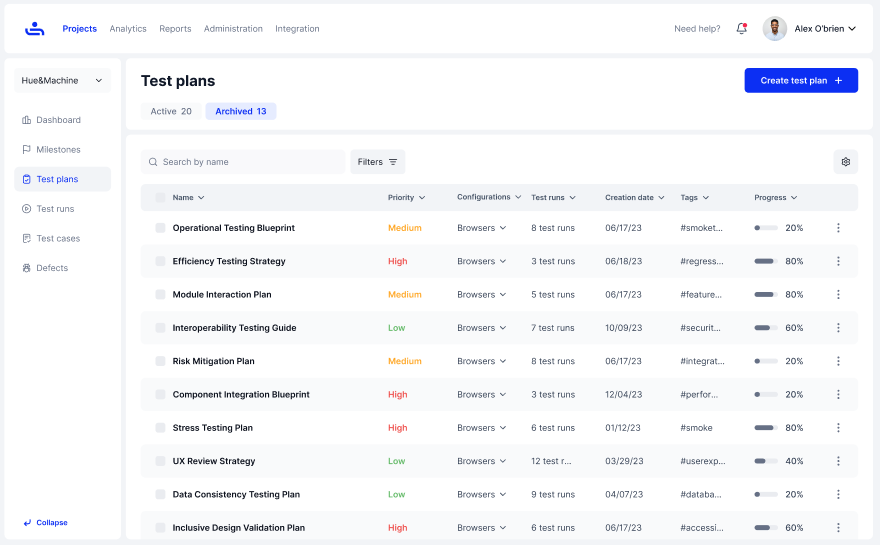 Projects Analytics Reports Administration Integration Need help? Alex O'brien
Hue&Machine
Dashboard
Milestones
Test plans
Test runs
Test cases
Defects
Collapse
Test plans
Create test plan
Active 20 Archived 13
Search by name Filters
Name Priority Configurations Test runs Creation date Tags Progress
Operational Testing Blueprint Medium Browsers 8 test runs 06/17/23 #smoket... 20%
Efficiency Testing Strategy High Browsers 3 test runs 06/18/23 #regress... 80%
Module Interaction Plan Medium Browsers 5 test runs 06/17/23 #feature... 80%
Interoperability Testing Guide Low Browsers 7 test runs 10/09/23 #securit... 60%
Risk Mitigation Plan Medium Browsers 8 test runs 06/17/23 #integrat... 20%
Component Integration Blueprint High Browsers 3 test runs 12/04/23 #perfor... 20%
Stress Testing Plan High Browsers 6 test runs 01/12/23 #smoke 80%
UX Review Strategy Low Browsers 12 test r... 03/29/23 #userexp... 40%
Data Consistency Testing Plan Low Browsers 9 test runs 04/07/23 #databa... 20%
Inclusive Design Validation Plan High Browsers 6 test runs 06/17/23 #accessi... 60%